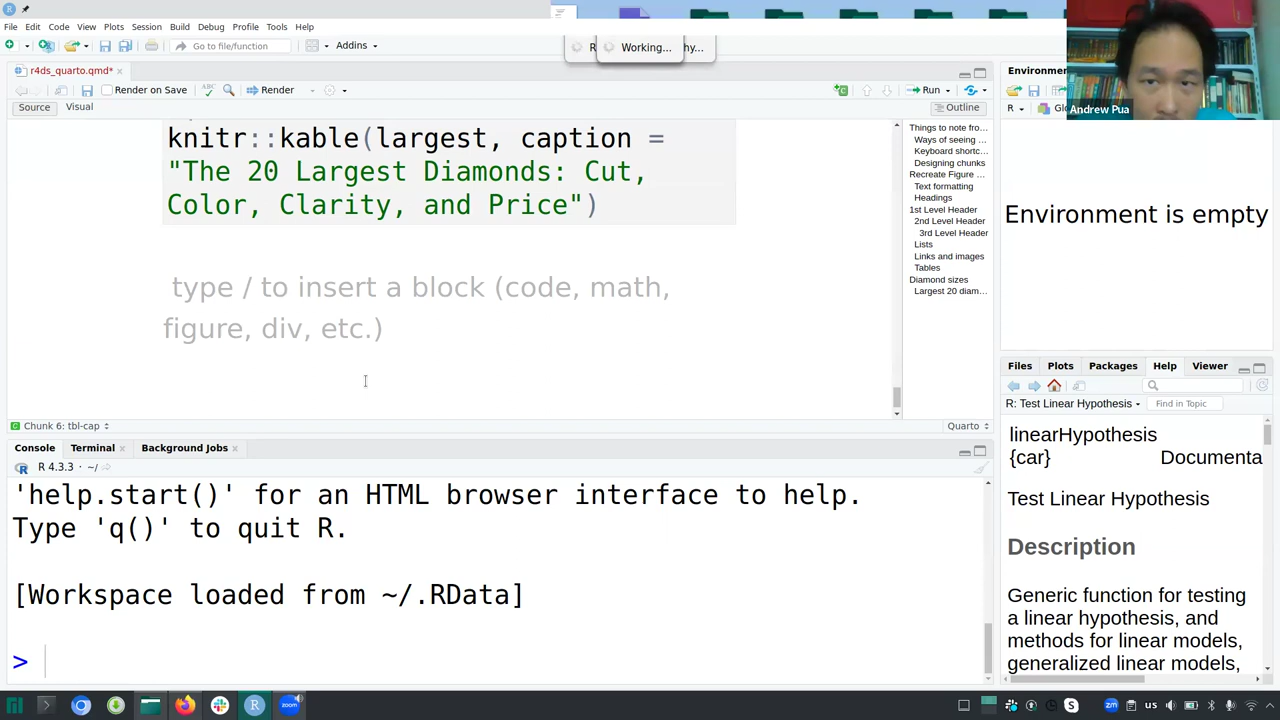 File Edit Code View Plots Session Build Debug Profile Tools Help
Go to file/function
Addins
R
Working...
hy...
r4ds_quarto.qmd*
Render on Save
ABC
Render
Run
Source
Visual
Outline
knitr::kable(largest, caption =
"The 20 Largest Diamonds: Cut,
Color, Clarity, and Price")
type / to insert a block (code, math,
figure, div, etc.)
Things to note fro...
Ways of seeing ...
Keyboard shortc...
Designing chunks
Recreate Figure ...
Text formatting
Headings
1st Level Header
2nd Level Header
3rd Level Header
Lists
Links and images
Tables
Diamond sizes
Largest 20 diam...
Chunk 6: tbl-cap
Quarto
Console
Terminal
Background Jobs
R 4.3.3 · ~/
'help.start()' for an HTML browser interface to help.
Type 'q()' to quit R.
[Workspace loaded from ~/.RData]
>
Environmen
R
Glo
Andrew Pua
Environment is empty
Files
Plots
Packages
Help
Viewer
R: Test Linear Hypothesis
Find in Topic
linearHypothesis
{car}
Documenta
Test Linear Hypothesis
Description
Generic function for testing
a linear hypothesis, and
methods for linear models,
generalized linear models,
zoom
zm
us